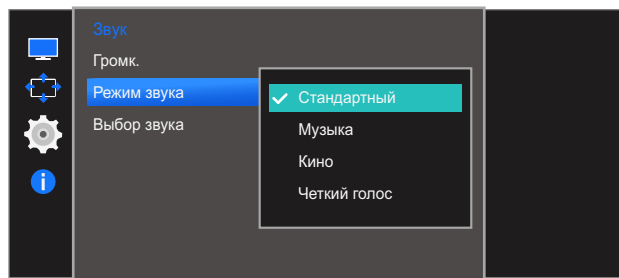 Звук
Громк.
Режим звука
Выбор звука
Стандартный
Музыка
Кино
Четкий голос